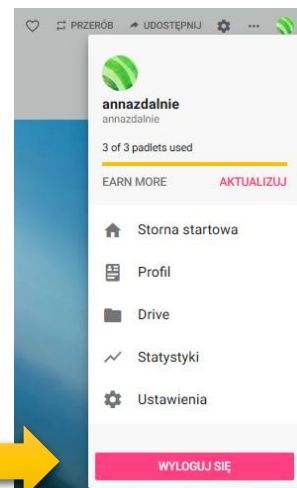 PRZERÓB UDOSTĘPNIJ
annazdalnie
annazdalnie
3 of 3 padlets used
EARN MORE AKTUALIZUJ
Storna startowa
Profil
Drive
Statystyki
Ustawienia
WYLOGUJ SIĘ